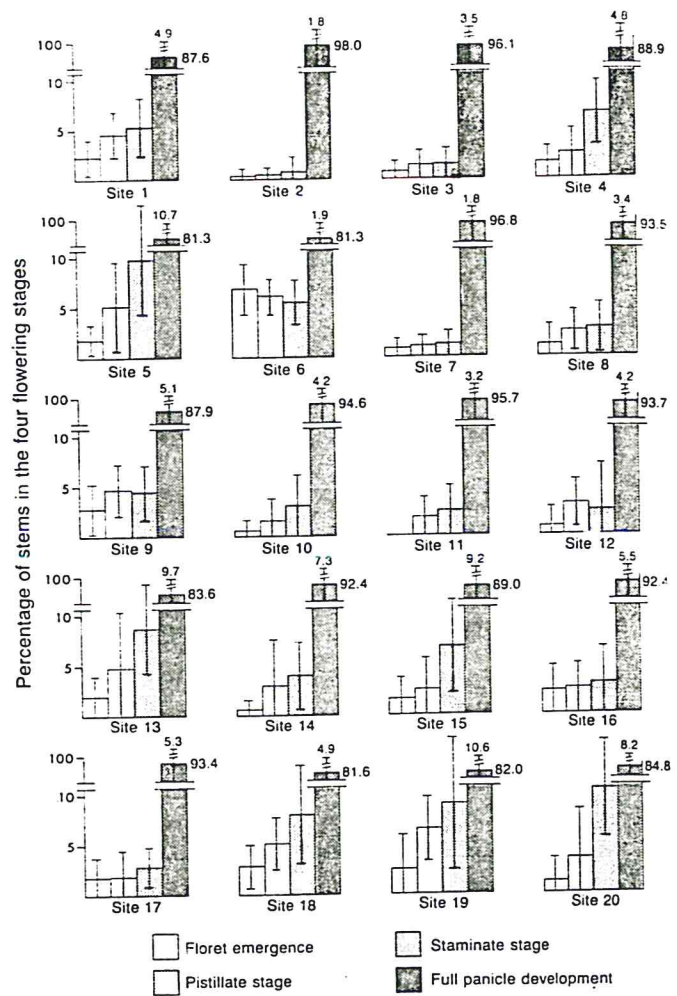 4.9 1.8 3.5 4.8
100 87.6 98.0 96.1 88.9
10
5
Site 1 Site 2 Site 3 Site 4
10.7 1.9 1.8 3.4
100 81.3 81.3 96.8 93.5
10
5
Site 5 Site 6 Site 7 Site 8
5.1 4.2 3.2 4.2
100 87.9 94.6 95.7 93.7
10
5
Site 9 Site 10 Site 11 Site 12
9.7 7.3 9.2 5.5
100 83.6 92.4 89.0
10
5
Site 13 Site 14 Site 15 Site 16
5.3 4.9 10.6 8.2
100 93.4 81.6 82.0 84.8
10
5
Site 17 Site 18 Site 19 Site 20
Percentage of stems in the four flowering stages
Floret emergence Staminate stage
Pistillate stage Full panicle development